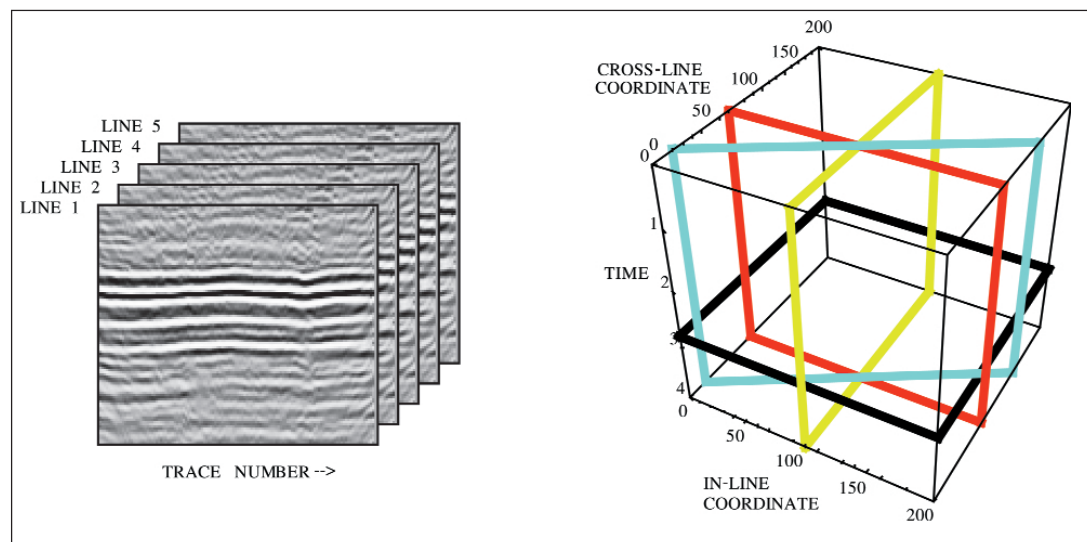 LINE 5
LINE 4
LINE 3
LINE 2
LINE 1
TRACE NUMBER -->
200
150
CROSS-LINE
COORDINATE
100
50
0
0
1
TIME
2
3
4
0
50
100
IN-LINE
COORDINATE
150
200